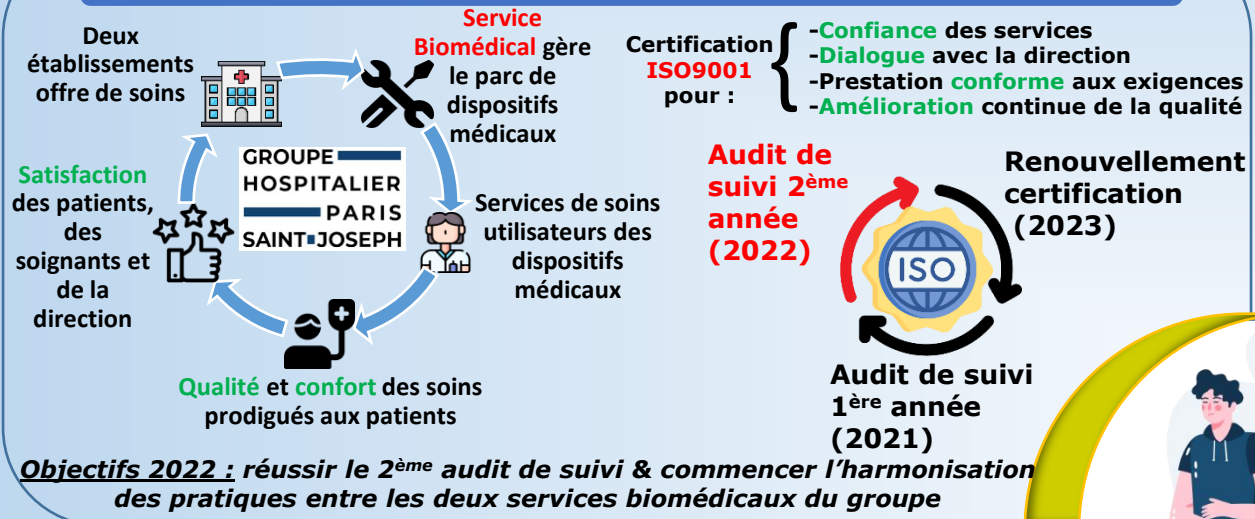 Deux
établissements
offre de soins
Service
Biomédical gère
le parc de
dispositifs
médicaux
Services de soins
utilisateurs des
dispositifs
médicaux
Qualité et confort des soins
prodigués aux patients
Satisfaction
des patients,
des
soignants et
de la
direction
GROUPE
HOSPITALIER
PARIS
SAINT JOSEPH
Certification
ISO9001
pour :
-Confiance des services
-Dialogue avec la direction
-Prestation conforme aux exigences
-Amélioration continue de la qualité
Audit de
suivi 2ème
année
(2022)
Renouvellement
certification
(2023)
ISO
Audit de suivi
1ère année
(2021)
Objectifs 2022 : réussir le 2ème audit de suivi & commencer l’harmonisation
des pratiques entre les deux services biomédicaux du groupe